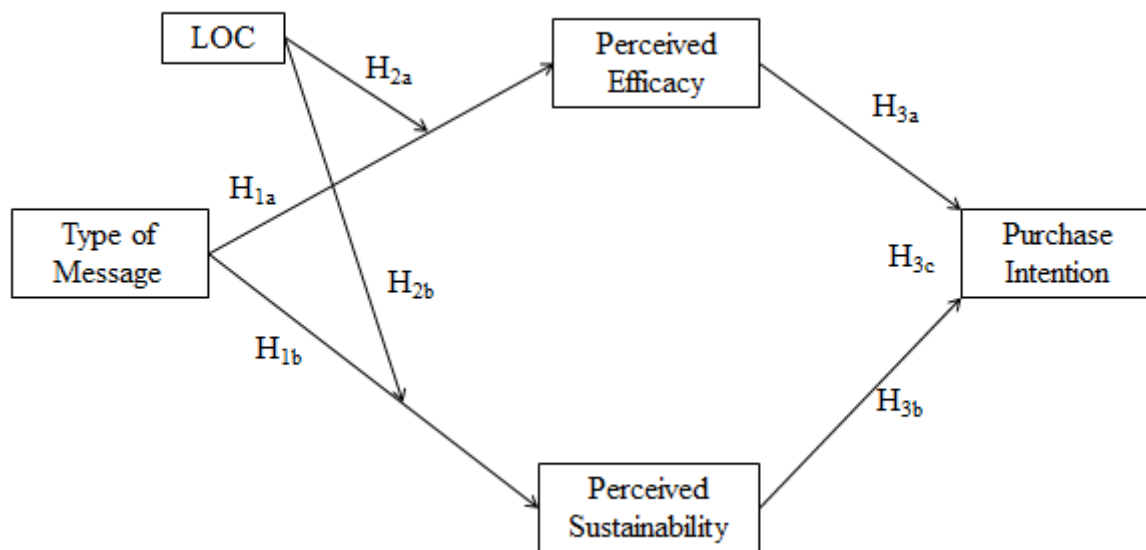 LOC
Perceived
Efficacy
H2a
H3a
H1a
Type of
Message
Purchase
Intention
H3c
H2b
H1b
H3b
Perceived
Sustainability